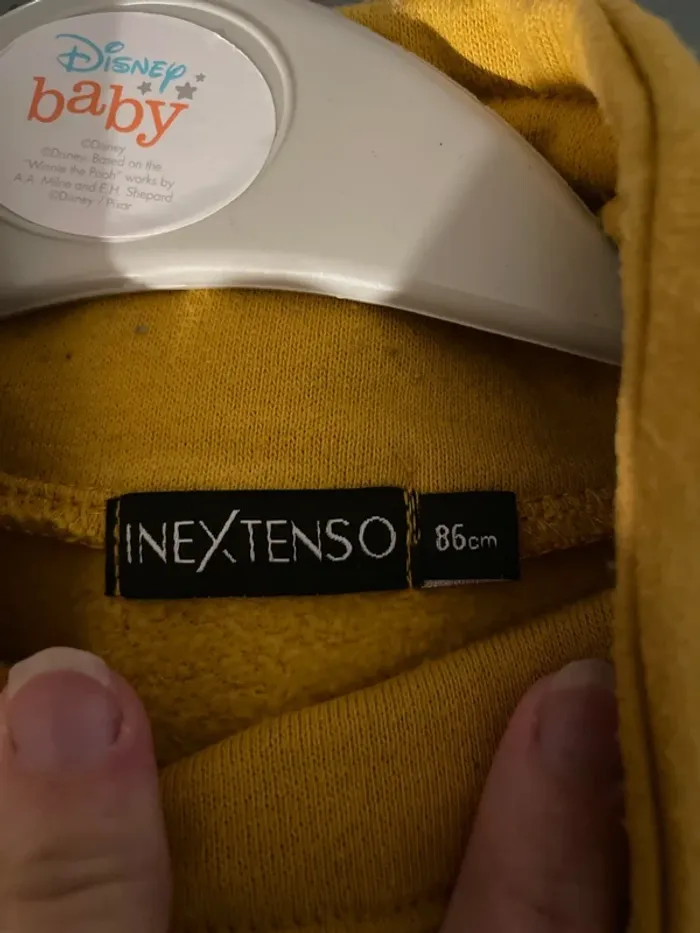 Disney
baby
©Disney
©Disney. Based on the
"Winnie the Pooh" works by
A.A. Milne and E.H. Shepard.
©Disney / Pixar
INEXTENSO
86cm